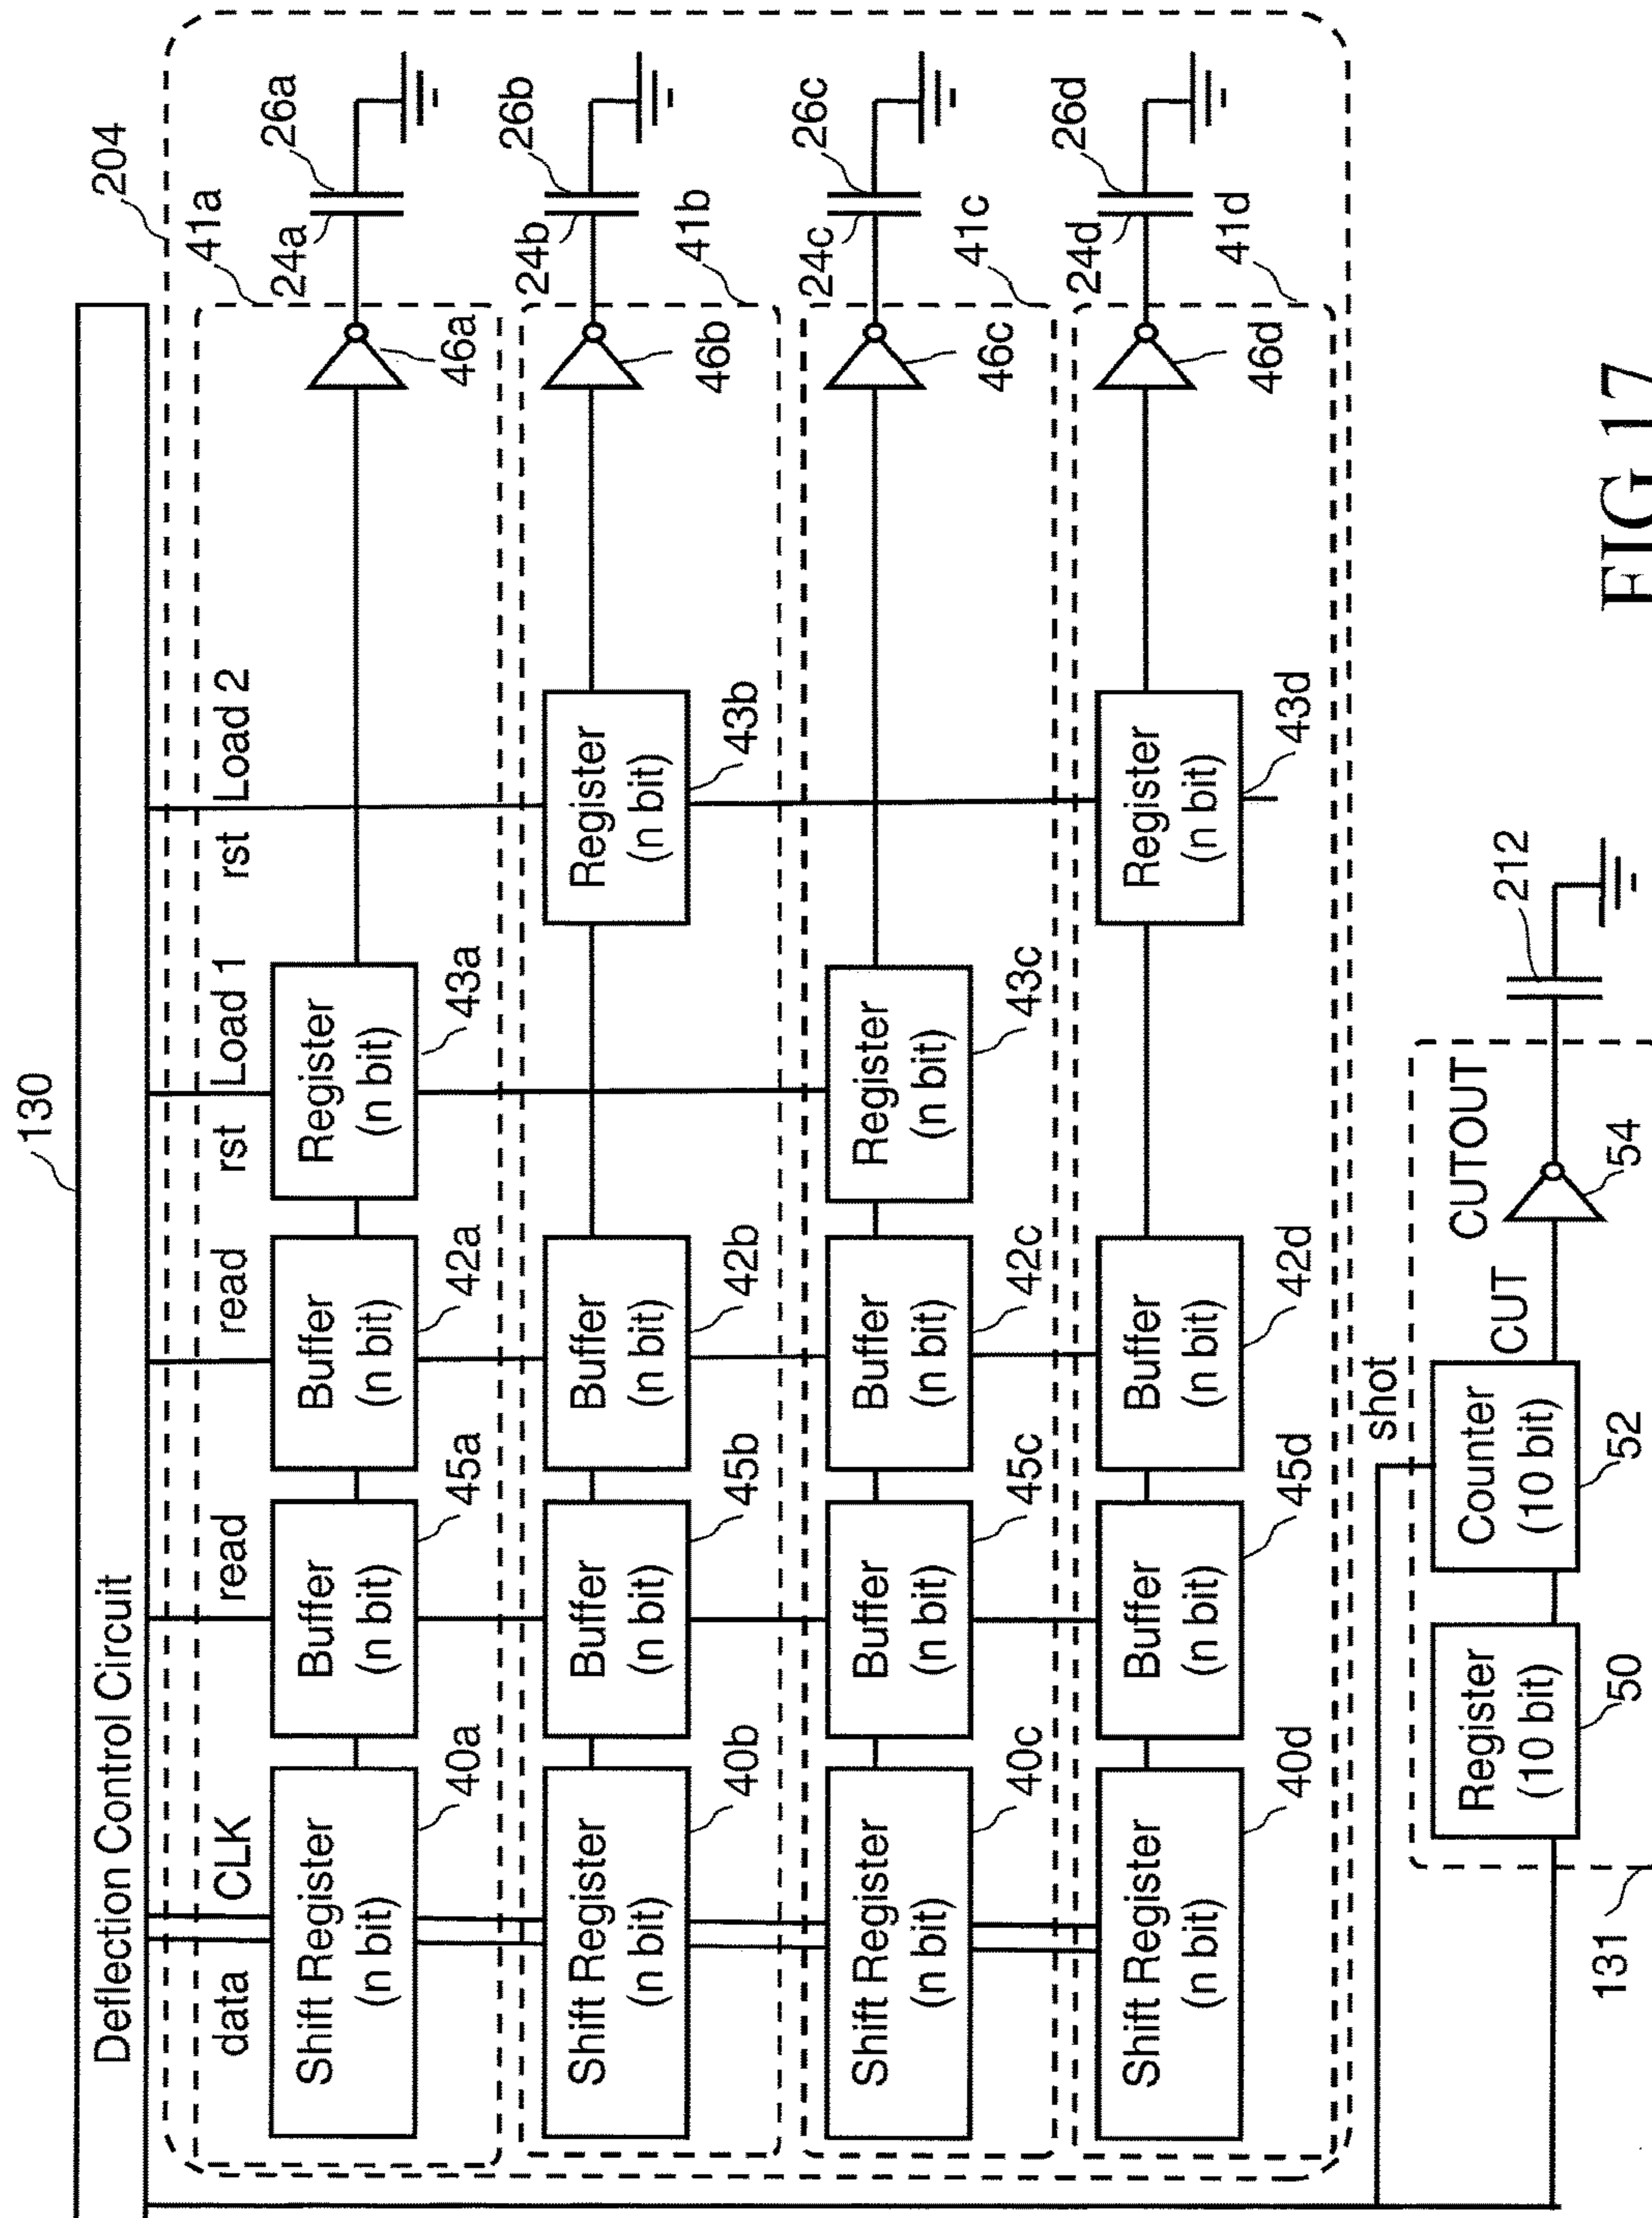 130
Deflection Control Circuit
204
data
CLK
read
read
rst
Load 1
rst
Load 2
41a
Shift Register
(n bit)
40a
Buffer
(n bit)
45a
Buffer
(n bit)
42a
Register
(n bit)
43a
46a
24a
26a
Shift Register
(n bit)
40b
Buffer
(n bit)
45b
Buffer
(n bit)
42b
Register
(n bit)
43b
46b
24b
26b
41b
Shift Register
(n bit)
40c
Buffer
(n bit)
45c
Buffer
(n bit)
42c
Register
(n bit)
43c
46c
24c
26c
41c
Shift Register
(n bit)
40d
Buffer
(n bit)
45d
Buffer
(n bit)
42d
Register
(n bit)
43d
46d
24d
26d
41d
shot
131
Register
(10 bit)
50
Counter
(10 bit)
52
CUT
CUTOUT
54
212
FIG.17